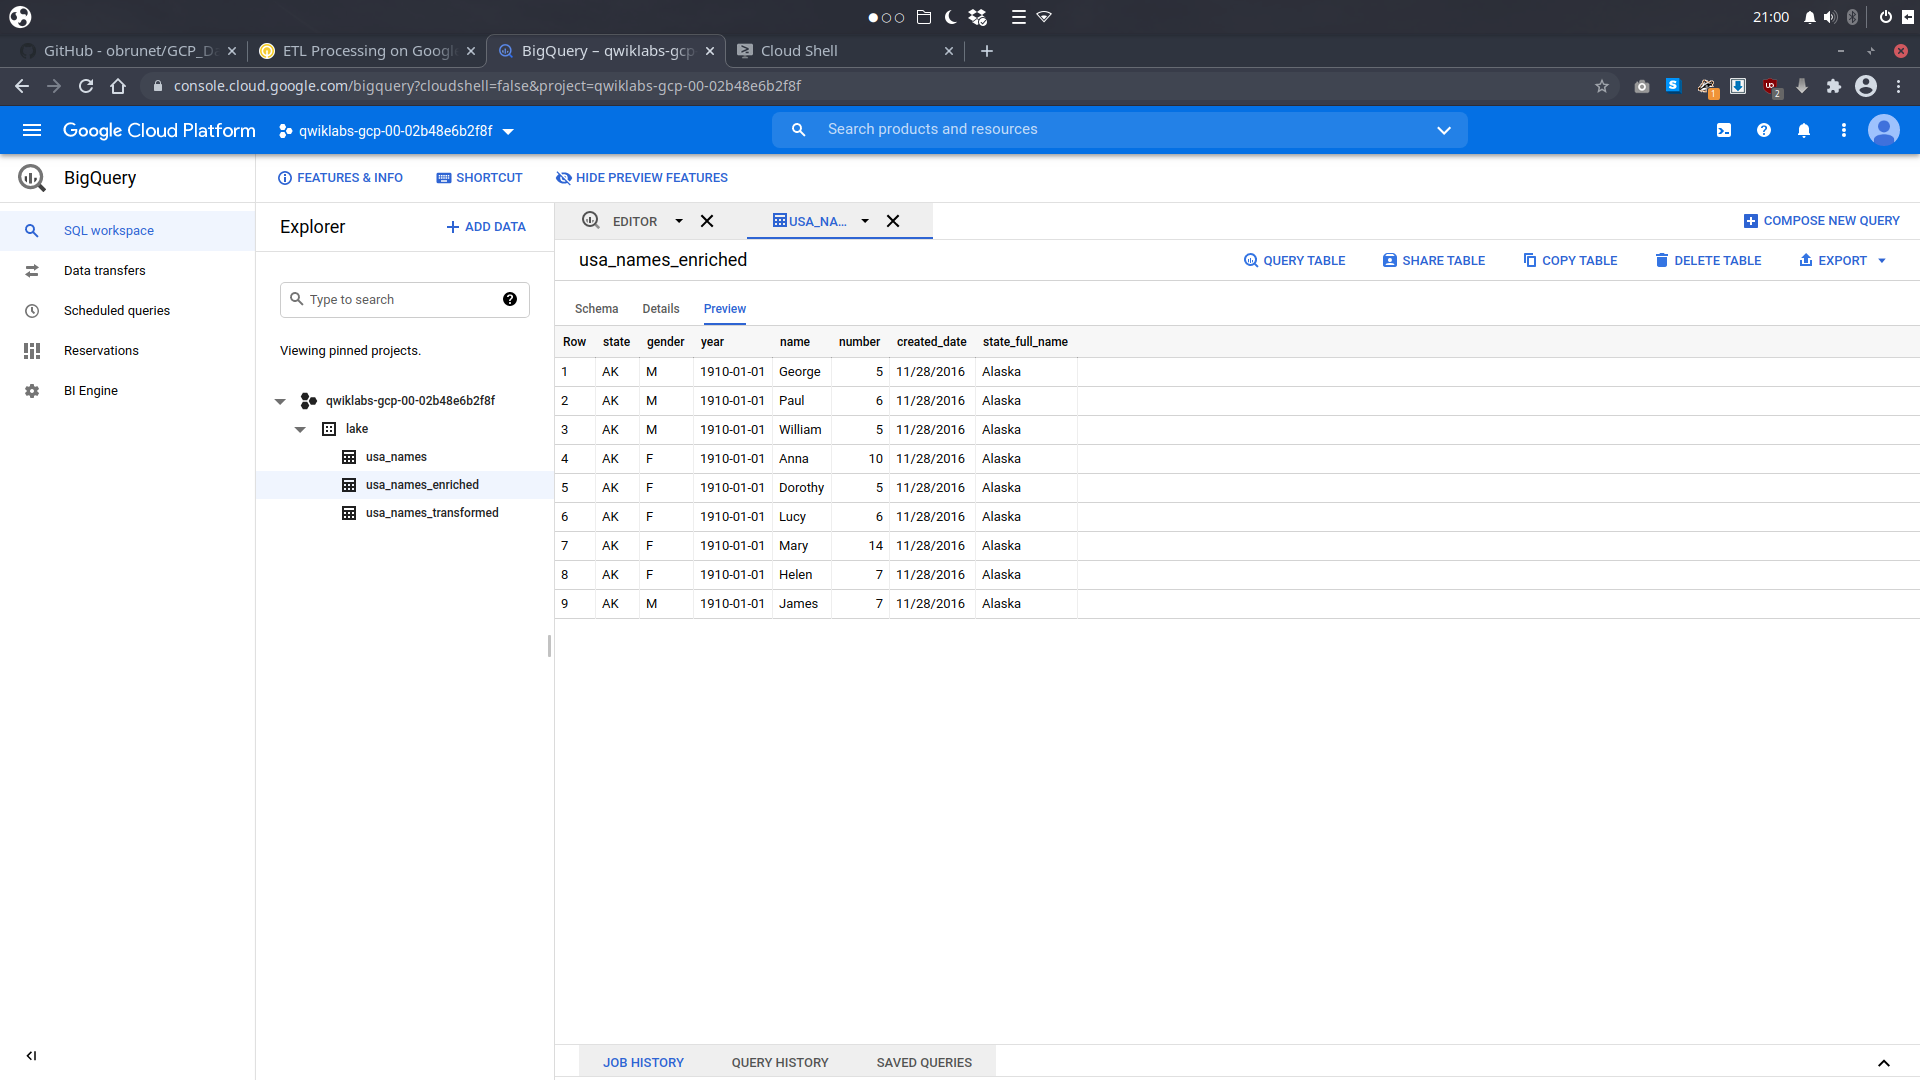 21:00
GitHub - obrunet/GCP_Da
ETL Processing on Google
BigQuery – qwiklabs-gcp
Cloud Shell
console.cloud.google.com/bigquery?cloudshell=false&project=qwiklabs-gcp-00-02b48e6b2f8f
Google Cloud Platform
qwiklabs-gcp-00-02b48e6b2f8f
Search products and resources
BigQuery
FEATURES & INFO
SHORTCUT
HIDE PREVIEW FEATURES
SQL workspace
Data transfers
Scheduled queries
Reservations
BI Engine
Explorer
ADD DATA
Type to search
Viewing pinned projects.
qwiklabs-gcp-00-02b48e6b2f8f
lake
usa_names
usa_names_enriched
usa_names_transformed
EDITOR
USA_NA...
COMPOSE NEW QUERY
usa_names_enriched
QUERY TABLE
SHARE TABLE
COPY TABLE
DELETE TABLE
EXPORT
Schema Details Preview
Row state gender year name number created_date state_full_name
1 AK M 1910-01-01 George 5 11/28/2016 Alaska
2 AK M 1910-01-01 Paul 6 11/28/2016 Alaska
3 AK M 1910-01-01 William 5 11/28/2016 Alaska
4 AK F 1910-01-01 Anna 10 11/28/2016 Alaska
5 AK F 1910-01-01 Dorothy 5 11/28/2016 Alaska
6 AK F 1910-01-01 Lucy 6 11/28/2016 Alaska
7 AK F 1910-01-01 Mary 14 11/28/2016 Alaska
8 AK F 1910-01-01 Helen 7 11/28/2016 Alaska
9 AK M 1910-01-01 James 7 11/28/2016 Alaska
JOB HISTORY QUERY HISTORY SAVED QUERIES